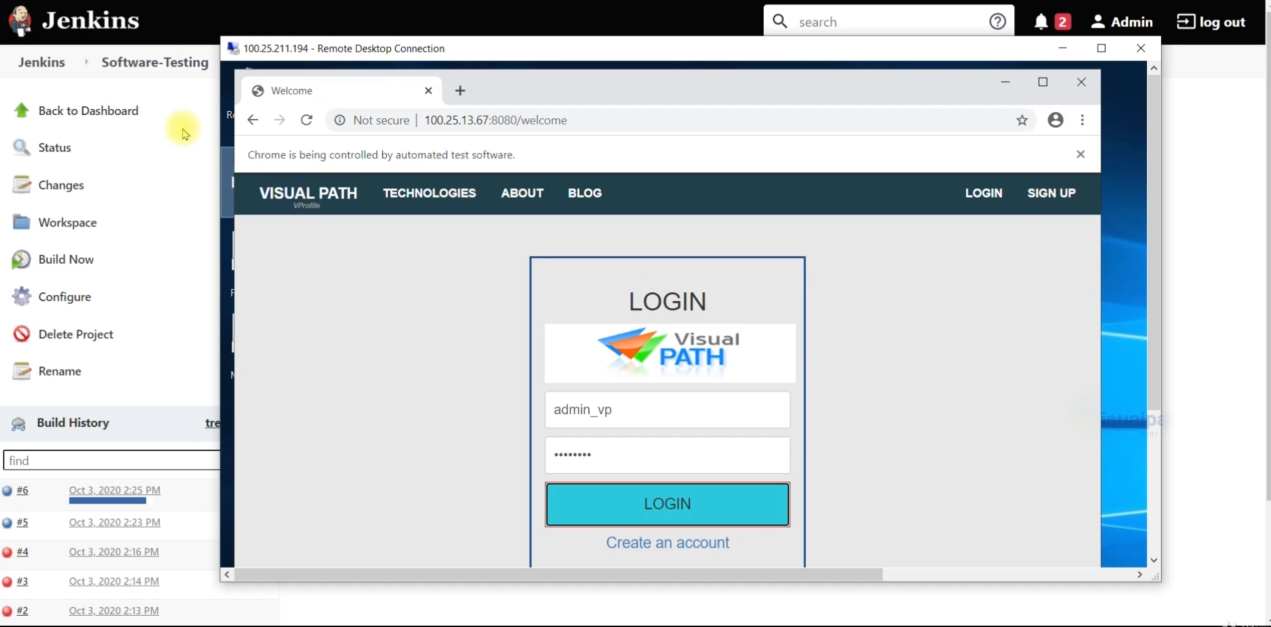 Jenkins
search
2
Admin
log out
Jenkins
Software-Testing
100.25.211.194 - Remote Desktop Connection
Back to Dashboard
Status
Changes
Workspace
Build Now
Configure
Delete Project
Rename
Build History
tre
find
#6 Oct 3, 2020 2:25 PM
#5 Oct 3, 2020 2:23 PM
#4 Oct 3, 2020 2:16 PM
#3 Oct 3, 2020 2:14 PM
#2 Oct 3, 2020 2:13 PM
Welcome
Not secure | 100.25.13.67:8080/welcome
Chrome is being controlled by automated test software.
VISUAL PATH
VProfile
TECHNOLOGIES ABOUT BLOG LOGIN SIGN UP
LOGIN
Visual
PATH
admin_vp
••••••••
LOGIN
Create an account